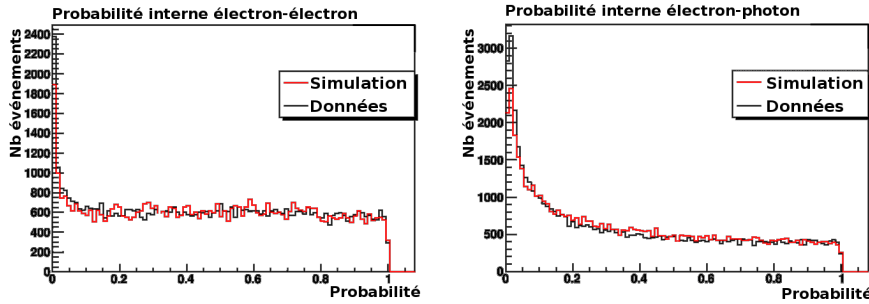 Probabilité interne électron-électron
Nb événements
2400
2200
2000
1800
1600
1400
1200
1000
800
600
400
200
0
Simulation
Données
0 0.2 0.4 0.6 0.8 1
Probabilité
Probabilité interne électron-photon
Nb événements
3000
2500
2000
1500
1000
500
0
Simulation
Données
0 0.2 0.4 0.6 0.8 1
Probabilité